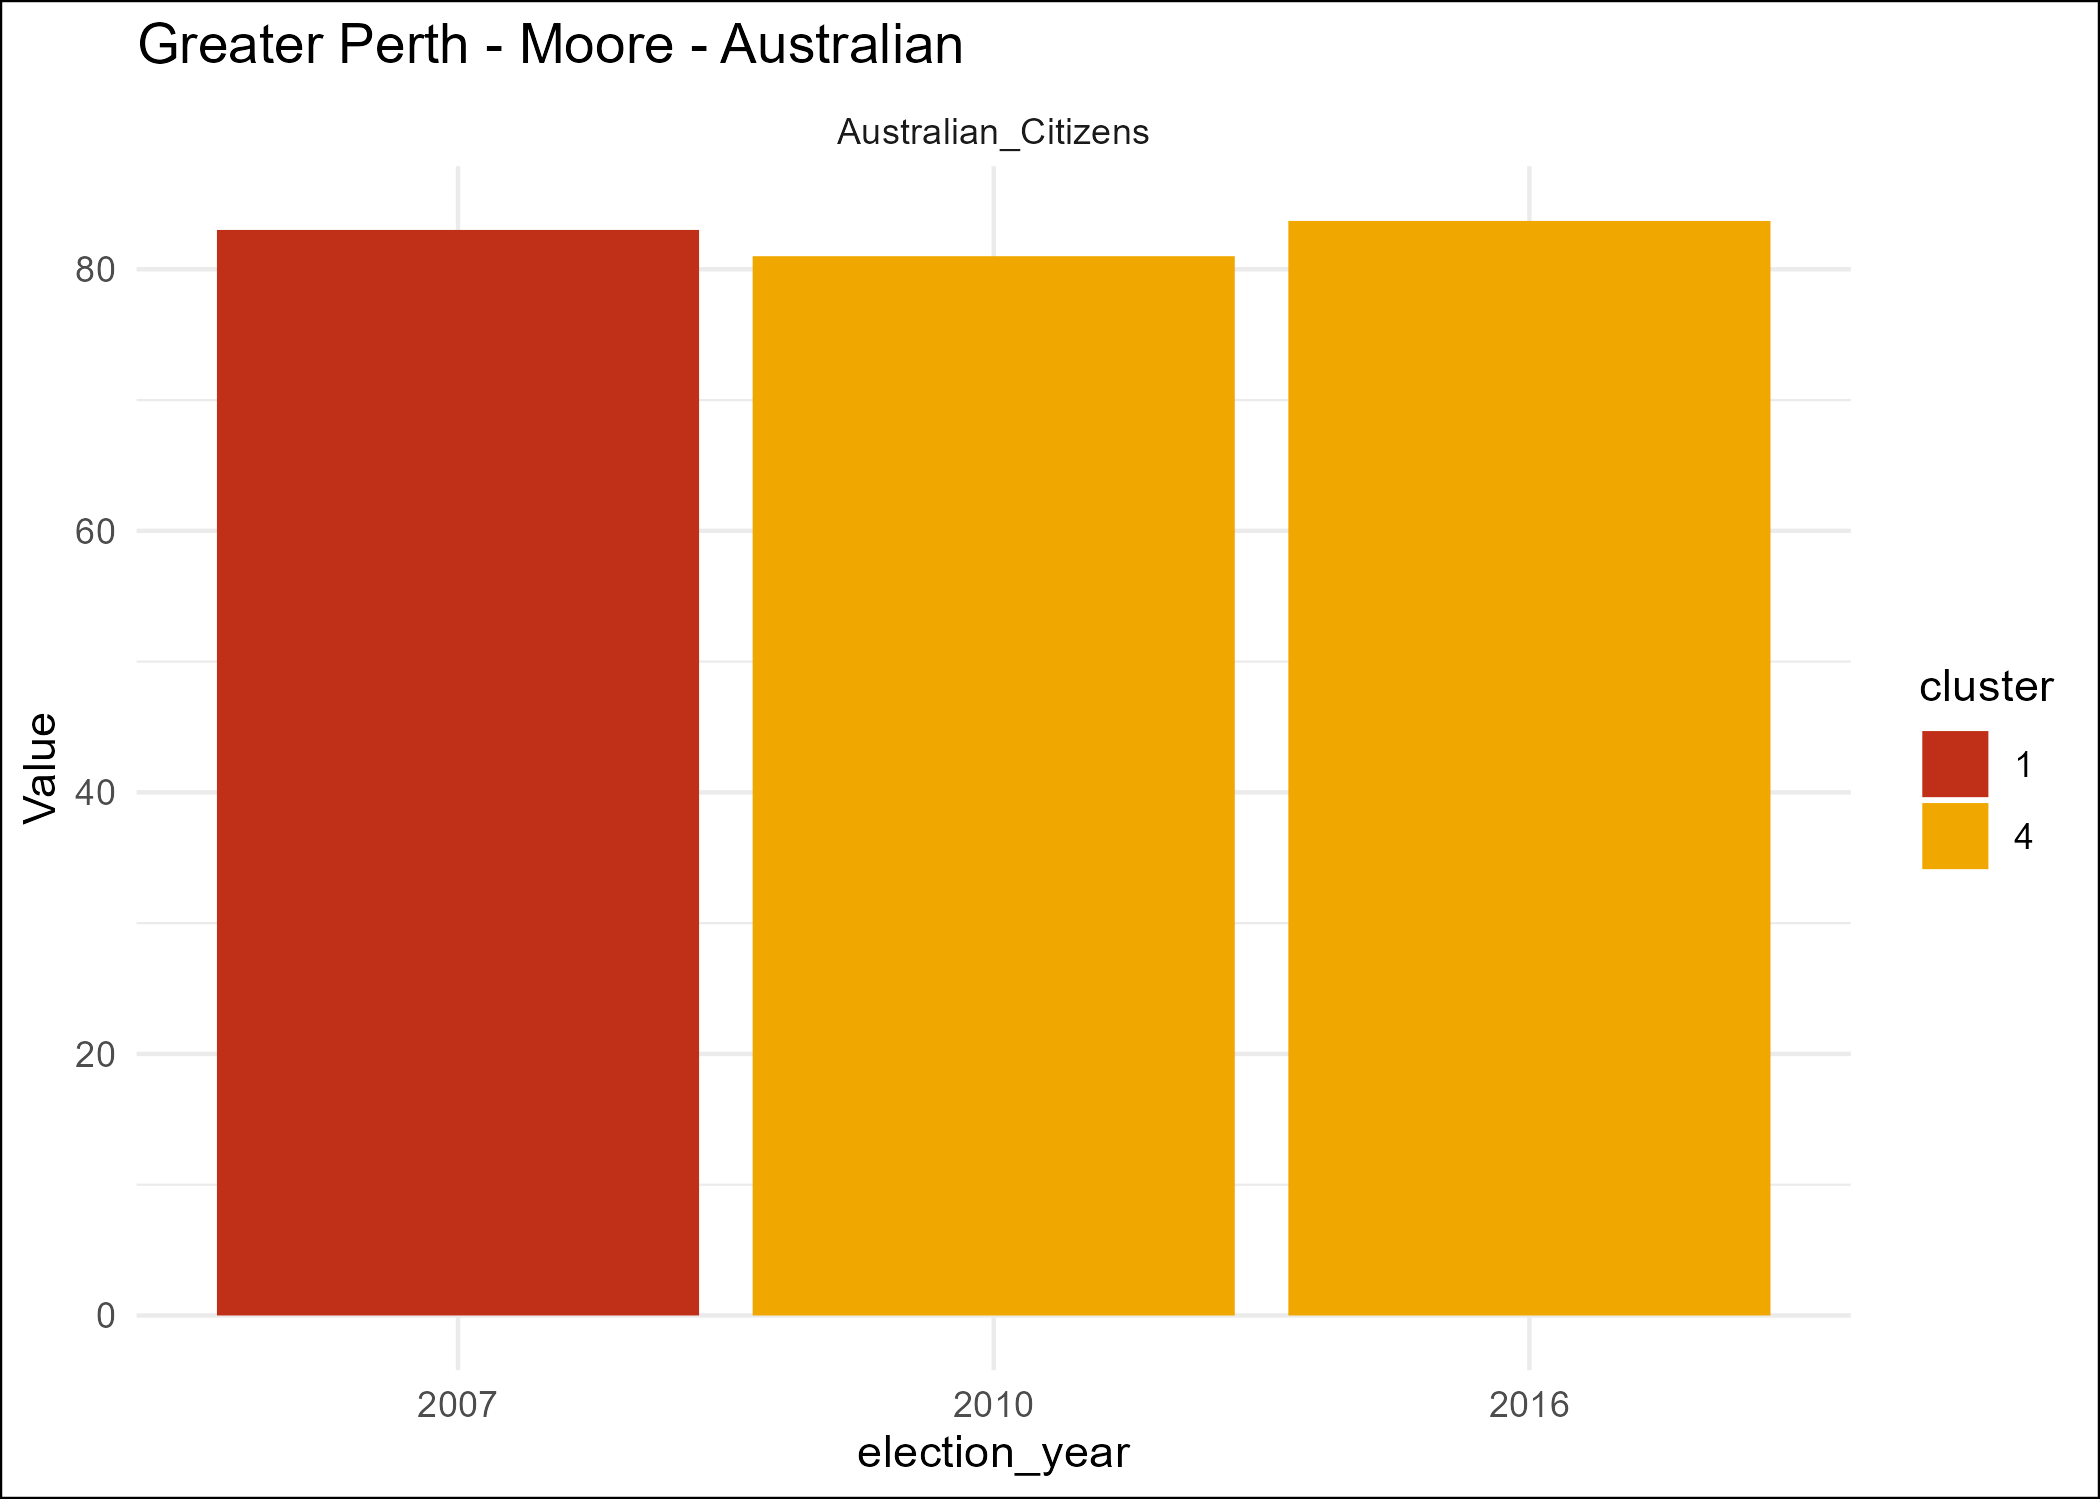 Greater Perth - Moore - Australian
Australian_Citizens
80
60
40
20
0
Value
2007
2010
2016
election_year
cluster
1
4